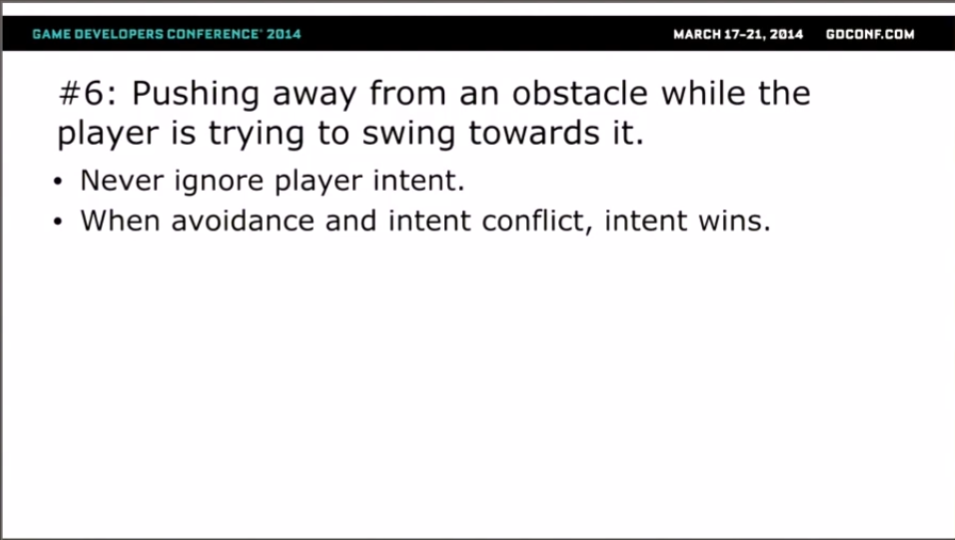 GAME DEVELOPERS CONFERENCE® 2014
MARCH 17–21, 2014 GDCONF.COM
#6: Pushing away from an obstacle while the
player is trying to swing towards it.
• Never ignore player intent.
• When avoidance and intent conflict, intent wins.